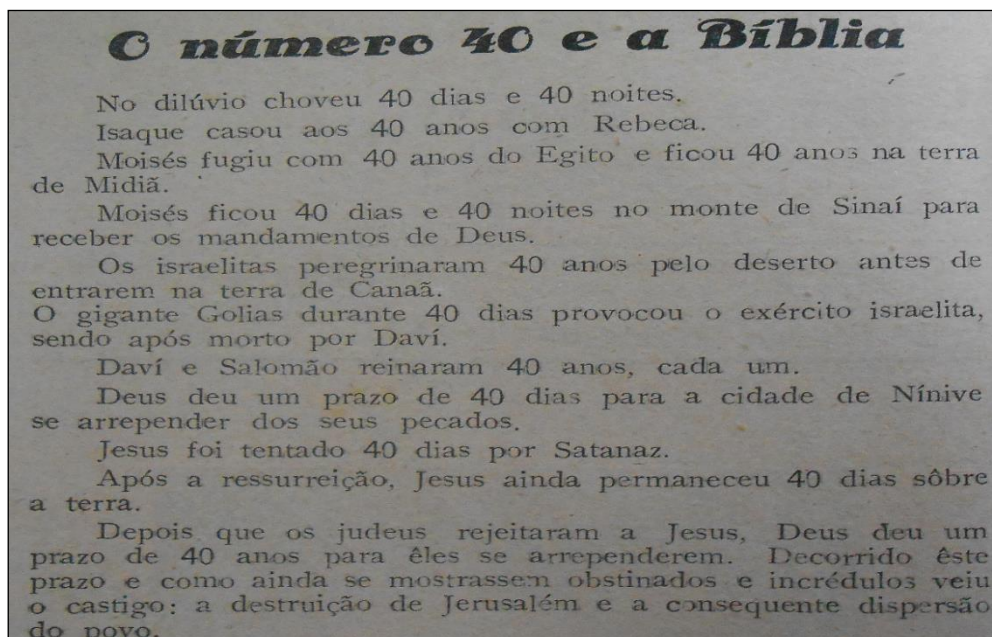 O número 40 e a Bíblia
No dilúvio choveu 40 dias e 40 noites.
Isaque casou aos 40 anos com Rebeca.
Moisés fugiu com 40 anos do Egito e ficou 40 anos na terra
de Midiã.
Moisés ficou 40 dias e 40 noites no monte de Sinaí para
receber os mandamentos de Deus.
Os israelitas peregrinaram 40 anos pelo deserto antes de
entrarem na terra de Canaã.
O gigante Golias durante 40 dias provocou o exército israelita,
sendo após morto por Daví.
Daví e Salomão reinaram 40 anos, cada um.
Deus deu um prazo de 40 dias para a cidade de Nínive
se arrepender dos seus pecados.
Jesus foi tentado 40 dias por Satanaz.
Após a ressurreição, Jesus ainda permaneceu 40 dias sôbre
a terra.
Depois que os judeus rejeitaram a Jesus, Deus deu um
prazo de 40 anos para êles se arrependerem. Decorrido êste
prazo e como ainda se mostrassem obstinados e incrédulos veiu
o castigo: a destruição de Jerusalém e a consequente dispersão
do povo.